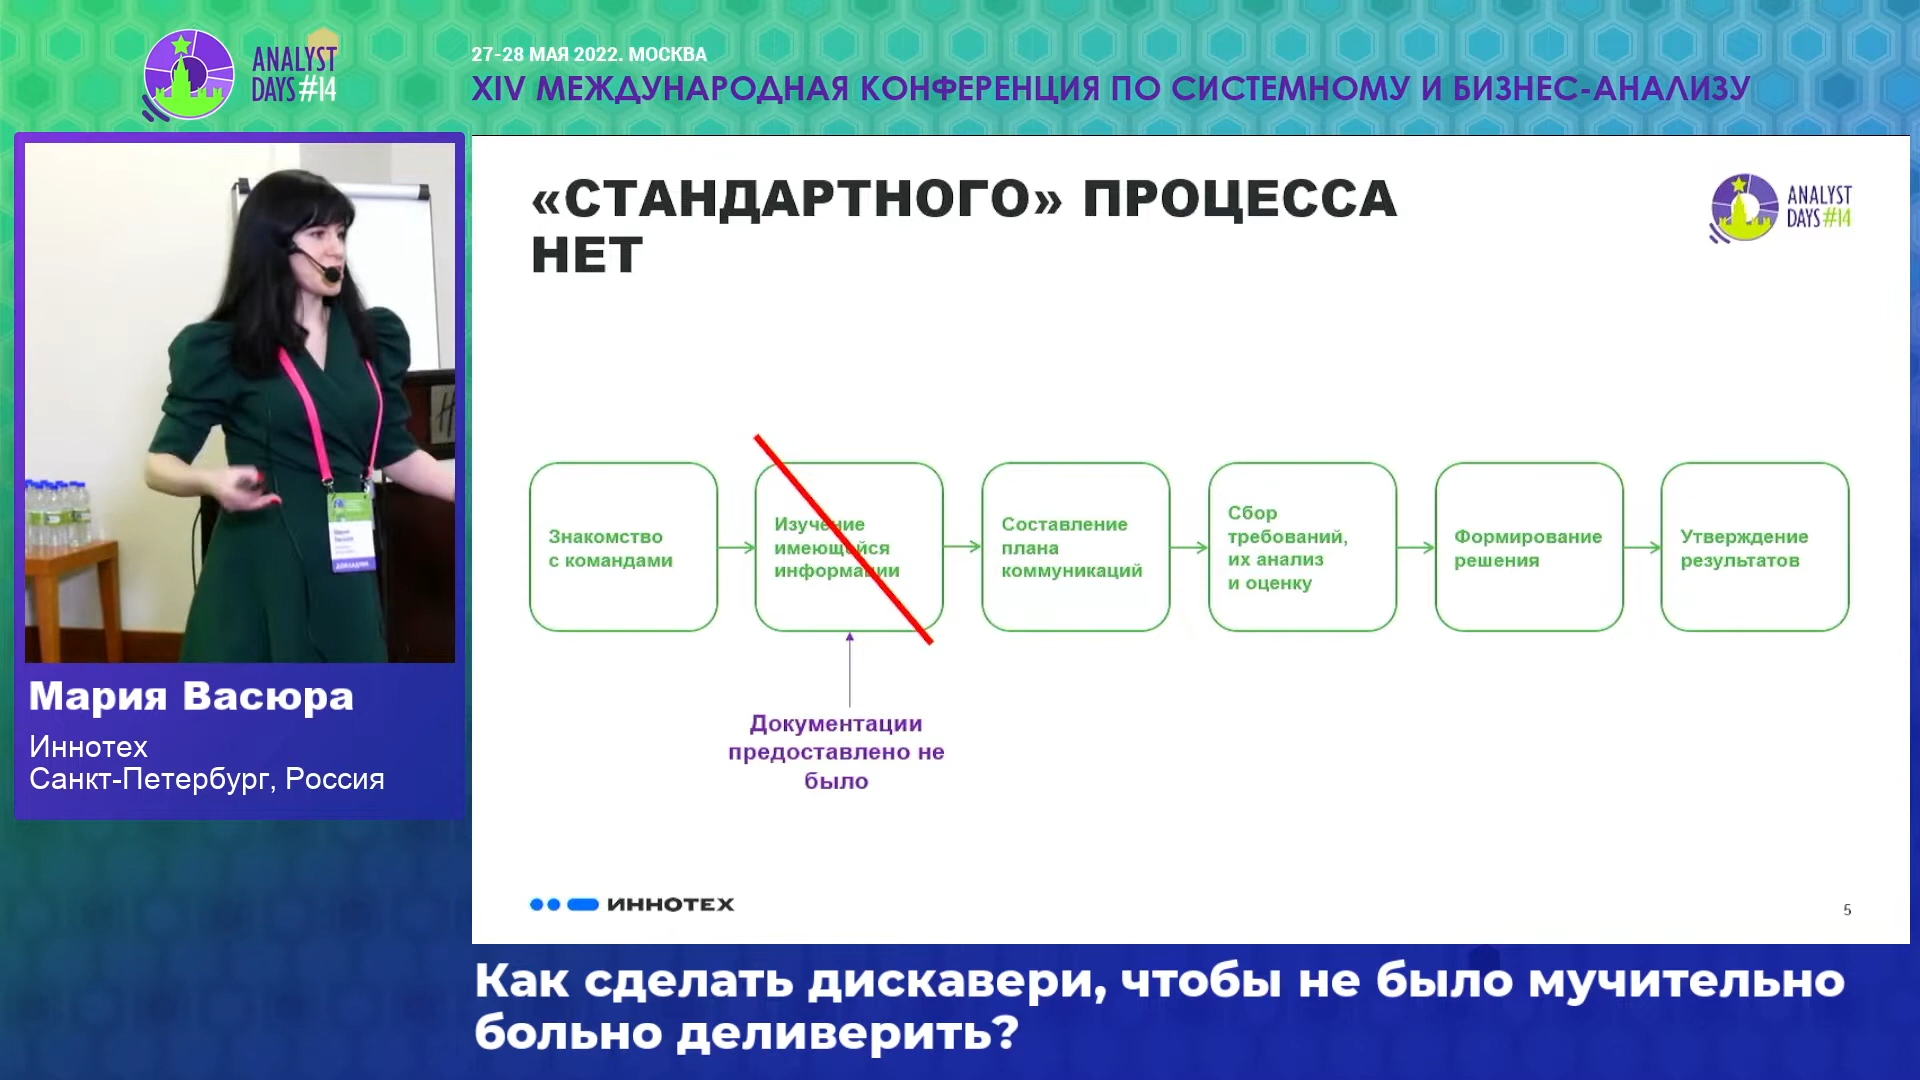 ANALYST
DAYS#14
27-28 МАЯ 2022. МОСКВА
XIV МЕЖДУНАРОДНАЯ КОНФЕРЕНЦИЯ ПО СИСТЕМНОМУ И БИЗНЕС-АНАЛИЗУ
«СТАНДАРТНОГО» ПРОЦЕССА
НЕТ
ANALYST
DAYS#14
Знакомство
с командами
Изучение
имеющейся
информации
Составление
плана
коммуникаций
Сбор
требований,
их анализ
и оценку
Формирование
решения
Утверждение
результатов
Документации
предоставлено не
было
ИННОТЕХ
5
Мария Васюра
Иннотех
Санкт-Петербург, Россия
Как сделать дискавери, чтобы не было мучительно
больно деливерить?